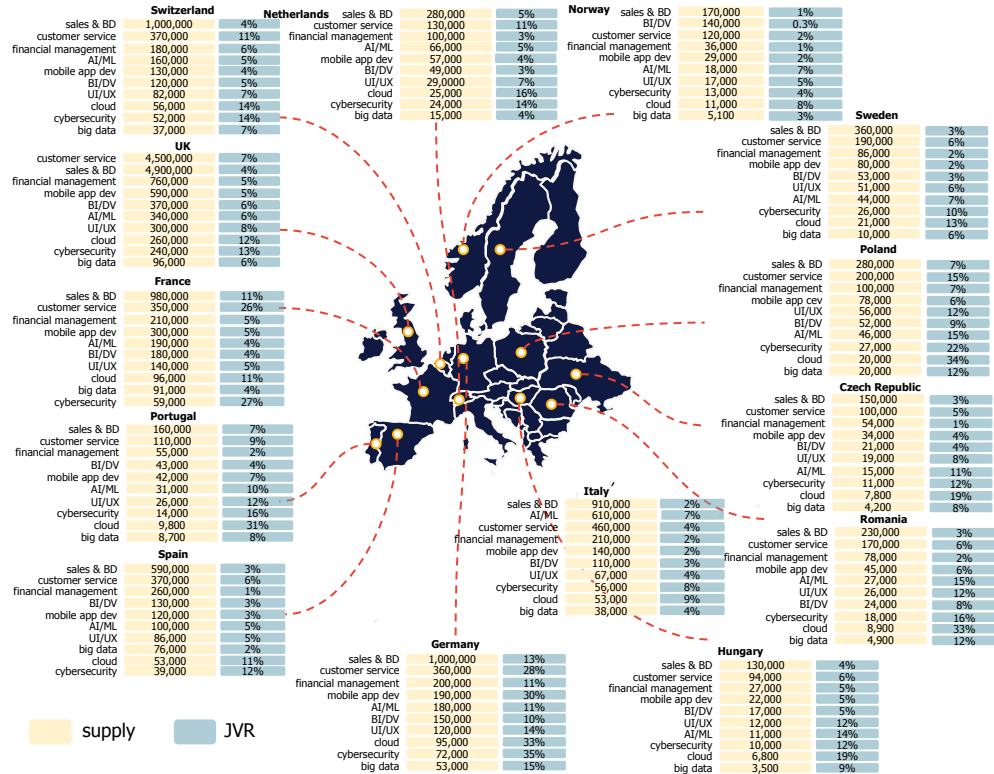 Switzerland
sales & BD 1,000,000 4%
customer service 370,000 11%
financial management 180,000 6%
AI/ML 160,000 5%
mobile app dev 130,000 4%
BI/DV 120,000 5%
UI/UX 82,000 7%
cloud 56,000 14%
cybersecurity 52,000 14%
big data 37,000 7%
Netherlands
sales & BD 280,000 5%
customer service 130,000 11%
financial management 100,000 3%
AI/ML 66,000 5%
mobile app dev 57,000 4%
BI/DV 49,000 3%
UI/UX 29,0000 7%
cloud 25,000 16%
cybersecurity 24,000 14%
big data 15,000 4%
Norway
sales & BD 170,000 1%
BI/DV 140,000 0.3%
customer service 120,000 2%
financial management 36,000 1%
mobile app dev 29,000 2%
AI/ML 18,000 7%
UI/UX 17,000 5%
cybersecurity 13,000 4%
cloud 11,000 8%
big data 5,100 3%
Sweden
sales & BD 360,000 3%
customer service 190,000 6%
financial management 86,000 2%
mobile app dev 80,000 2%
BI/DV 53,000 3%
UI/UX 51,000 6%
AI/ML 44,000 7%
cybersecurity 26,000 10%
cloud 21,000 13%
big data 10,000 6%
UK
customer service 4,500,000 7%
sales & BD 4,900,000 4%
financial management 760,000 5%
mobile app dev 590,000 5%
BI/DV 370,000 6%
AI/ML 340,000 6%
UI/UX 300,000 8%
cloud 260,000 12%
cybersecurity 240,000 13%
big data 96,000 6%
Poland
sales & BD 280,000 7%
customer service 200,000 15%
financial management 100,000 7%
mobile app cev 78,000 6%
UI/UX 56,000 12%
BI/DV 52,000 9%
AI/ML 46,000 15%
cybersecurity 27,000 22%
cloud 20,000 34%
big data 20,000 12%
France
sales & BD 980,000 11%
customer service 350,000 26%
financial management 210,000 5%
mobile app dev 300,000 5%
AI/ML 190,000 4%
BI/DV 180,000 4%
UI/UX 140,000 5%
cloud 96,000 11%
big data 91,000 4%
cybersecurity 59,000 27%
Czech Republic
sales & BD 150,000 3%
customer service 100,000 5%
financial management 54,000 1%
mobile app dev 34,000 4%
BI/DV 21,000 4%
UI/UX 19,000 8%
AI/ML 15,000 11%
cybersecurity 11,000 12%
cloud 7,800 19%
big data 4,200 8%
Portugal
sales & BD 160,000 7%
customer service 110,000 9%
financial management 55,000 2%
BI/DV 43,000 4%
mobile app dev 42,000 7%
AI/ML 31,000 10%
UI/UX 26,000 12%
cybersecurity 14,000 16%
cloud 9,800 31%
big data 8,700 8%
Italy
sales & BD 910,000 2%
AI/ML 610,000 7%
customer service 460,000 4%
financial management 210,000 2%
mobile app dev 140,000 2%
BI/DV 110,000 3%
UI/UX 67,000 4%
cybersecurity 56,000 8%
cloud 53,000 9%
big data 38,000 4%
Romania
sales & BD 230,000 3%
customer service 170,000 6%
financial management 78,000 2%
mobile app dev 45,000 6%
AI/ML 27,000 15%
UI/UX 26,000 12%
BI/DV 24,000 8%
cybersecurity 18,000 16%
cloud 8,900 33%
big data 4,900 12%
Spain
sales & BD 590,000 3%
customer service 370,000 6%
financial management 260,000 1%
BI/DV 130,000 3%
mobile app dev 120,000 3%
AI/ML 100,000 5%
UI/UX 86,000 5%
big data 76,000 2%
cloud 53,000 11%
cybersecurity 39,000 12%
Germany
sales & BD 1,000,000 13%
customer service 360,000 28%
financial management 200,000 11%
mobile app dev 190,000 30%
AI/ML 180,000 11%
BI/DV 150,000 10%
UI/UX 120,000 14%
cloud 95,000 33%
cybersecurity 72,000 35%
big data 53,000 15%
Hungary
sales & BD 130,000 4%
customer service 94,000 6%
financial management 27,000 5%
mobile app dev 22,000 5%
BI/DV 17,000 5%
UI/UX 12,000 12%
AI/ML 11,000 14%
cybersecurity 10,000 12%
cloud 6,800 19%
big data 3,500 9%
supply
JVR